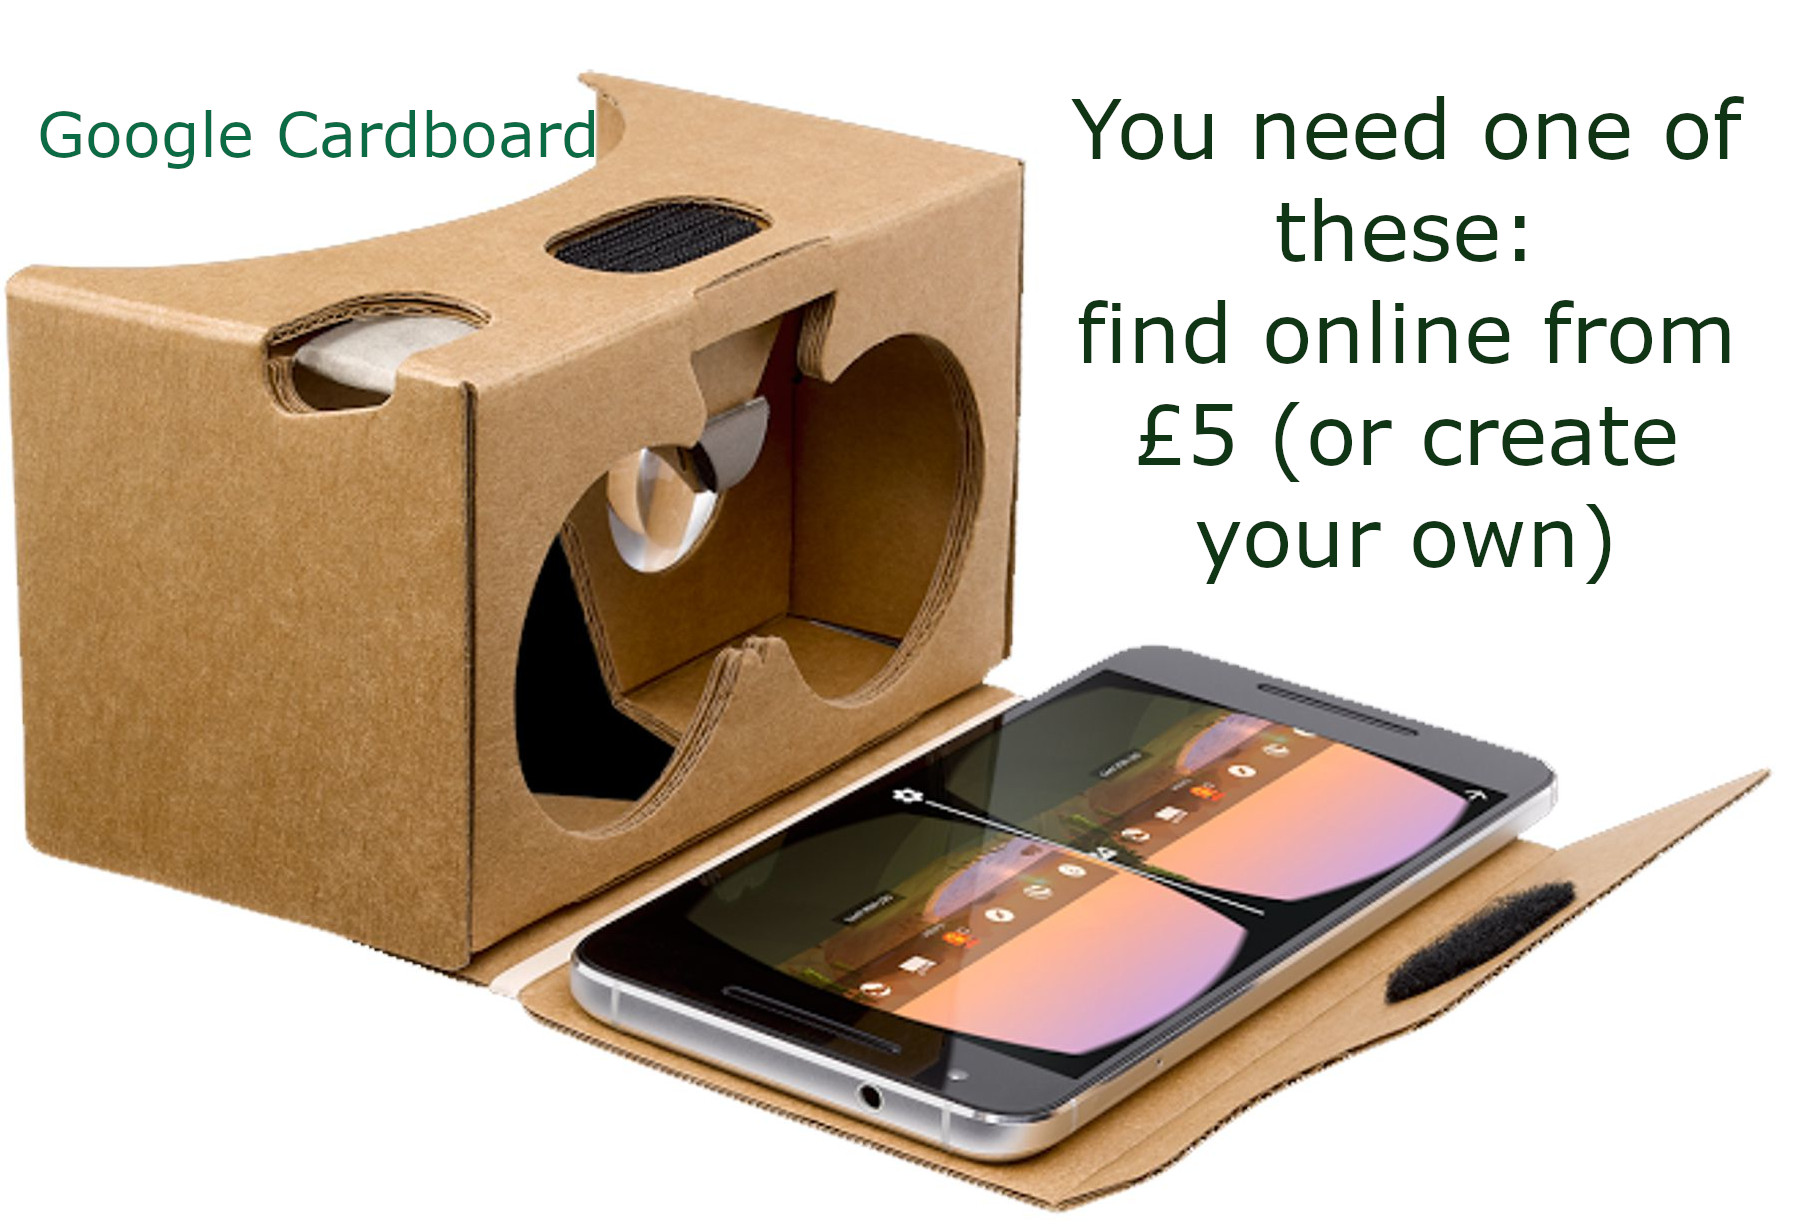 Google Cardboard
You need one of
these:
find online from
£5 (or create
your own)